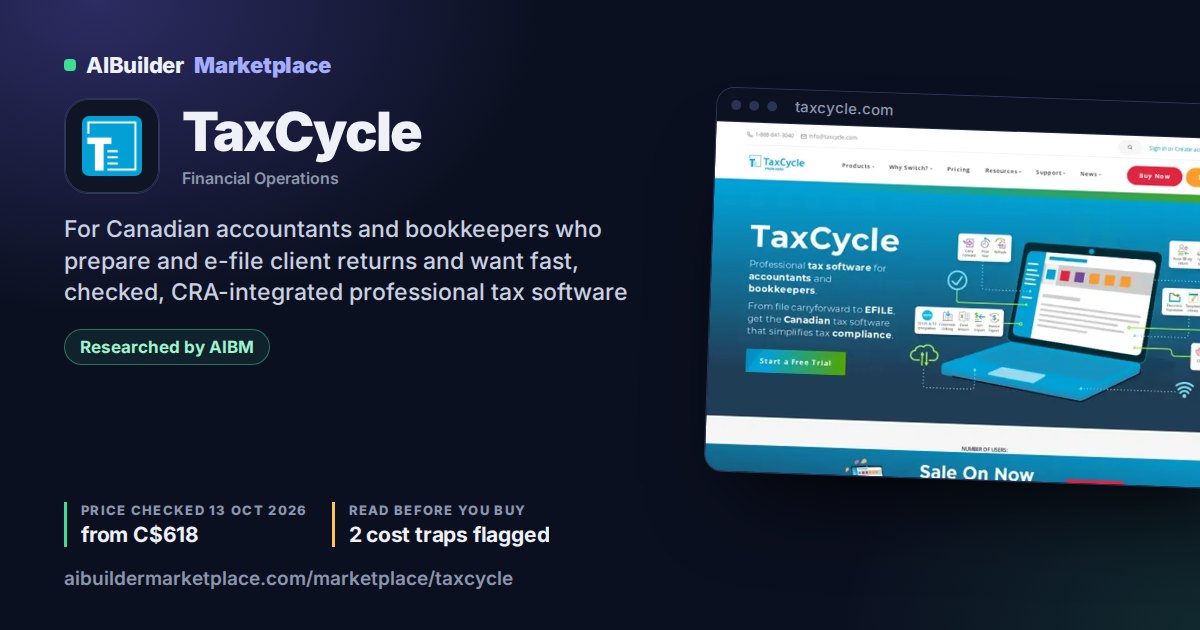 AIBuilder Marketplace
TaxCycle
Financial Operations
For Canadian accountants and bookkeepers who
prepare and e-file client returns and want fast,
checked, CRA-integrated professional tax software
Researched by AIBM
PRICE CHECKED 13 OCT 2026
from C$618
READ BEFORE YOU BUY
2 cost traps flagged
aibuildermarketplace.com/marketplace/taxcycle
taxcycle.com
info@taxcycle.com
TaxCycle
Products
Why Switch?
Pricing
Resources
Support
News
Buy Now
TaxCycle
Professional tax software for
accountants and
bookkeepers.
From file carryforward to EFILE,
get the Canadian tax software
that simplifies tax compliance.
Start a Free Trial
NUMBER OF USERS:
Sale On Now